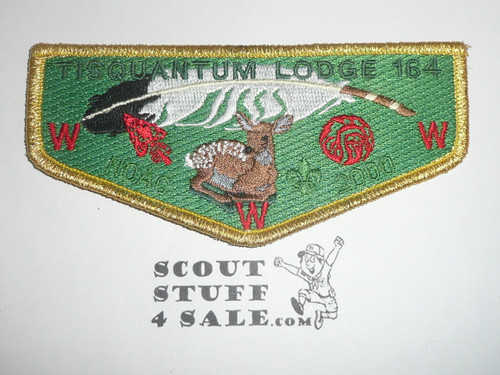 TISQUANTUM LODGE 164
W W
NOAC 2000
W
SCOUT
STUFF
4 SALE.COM